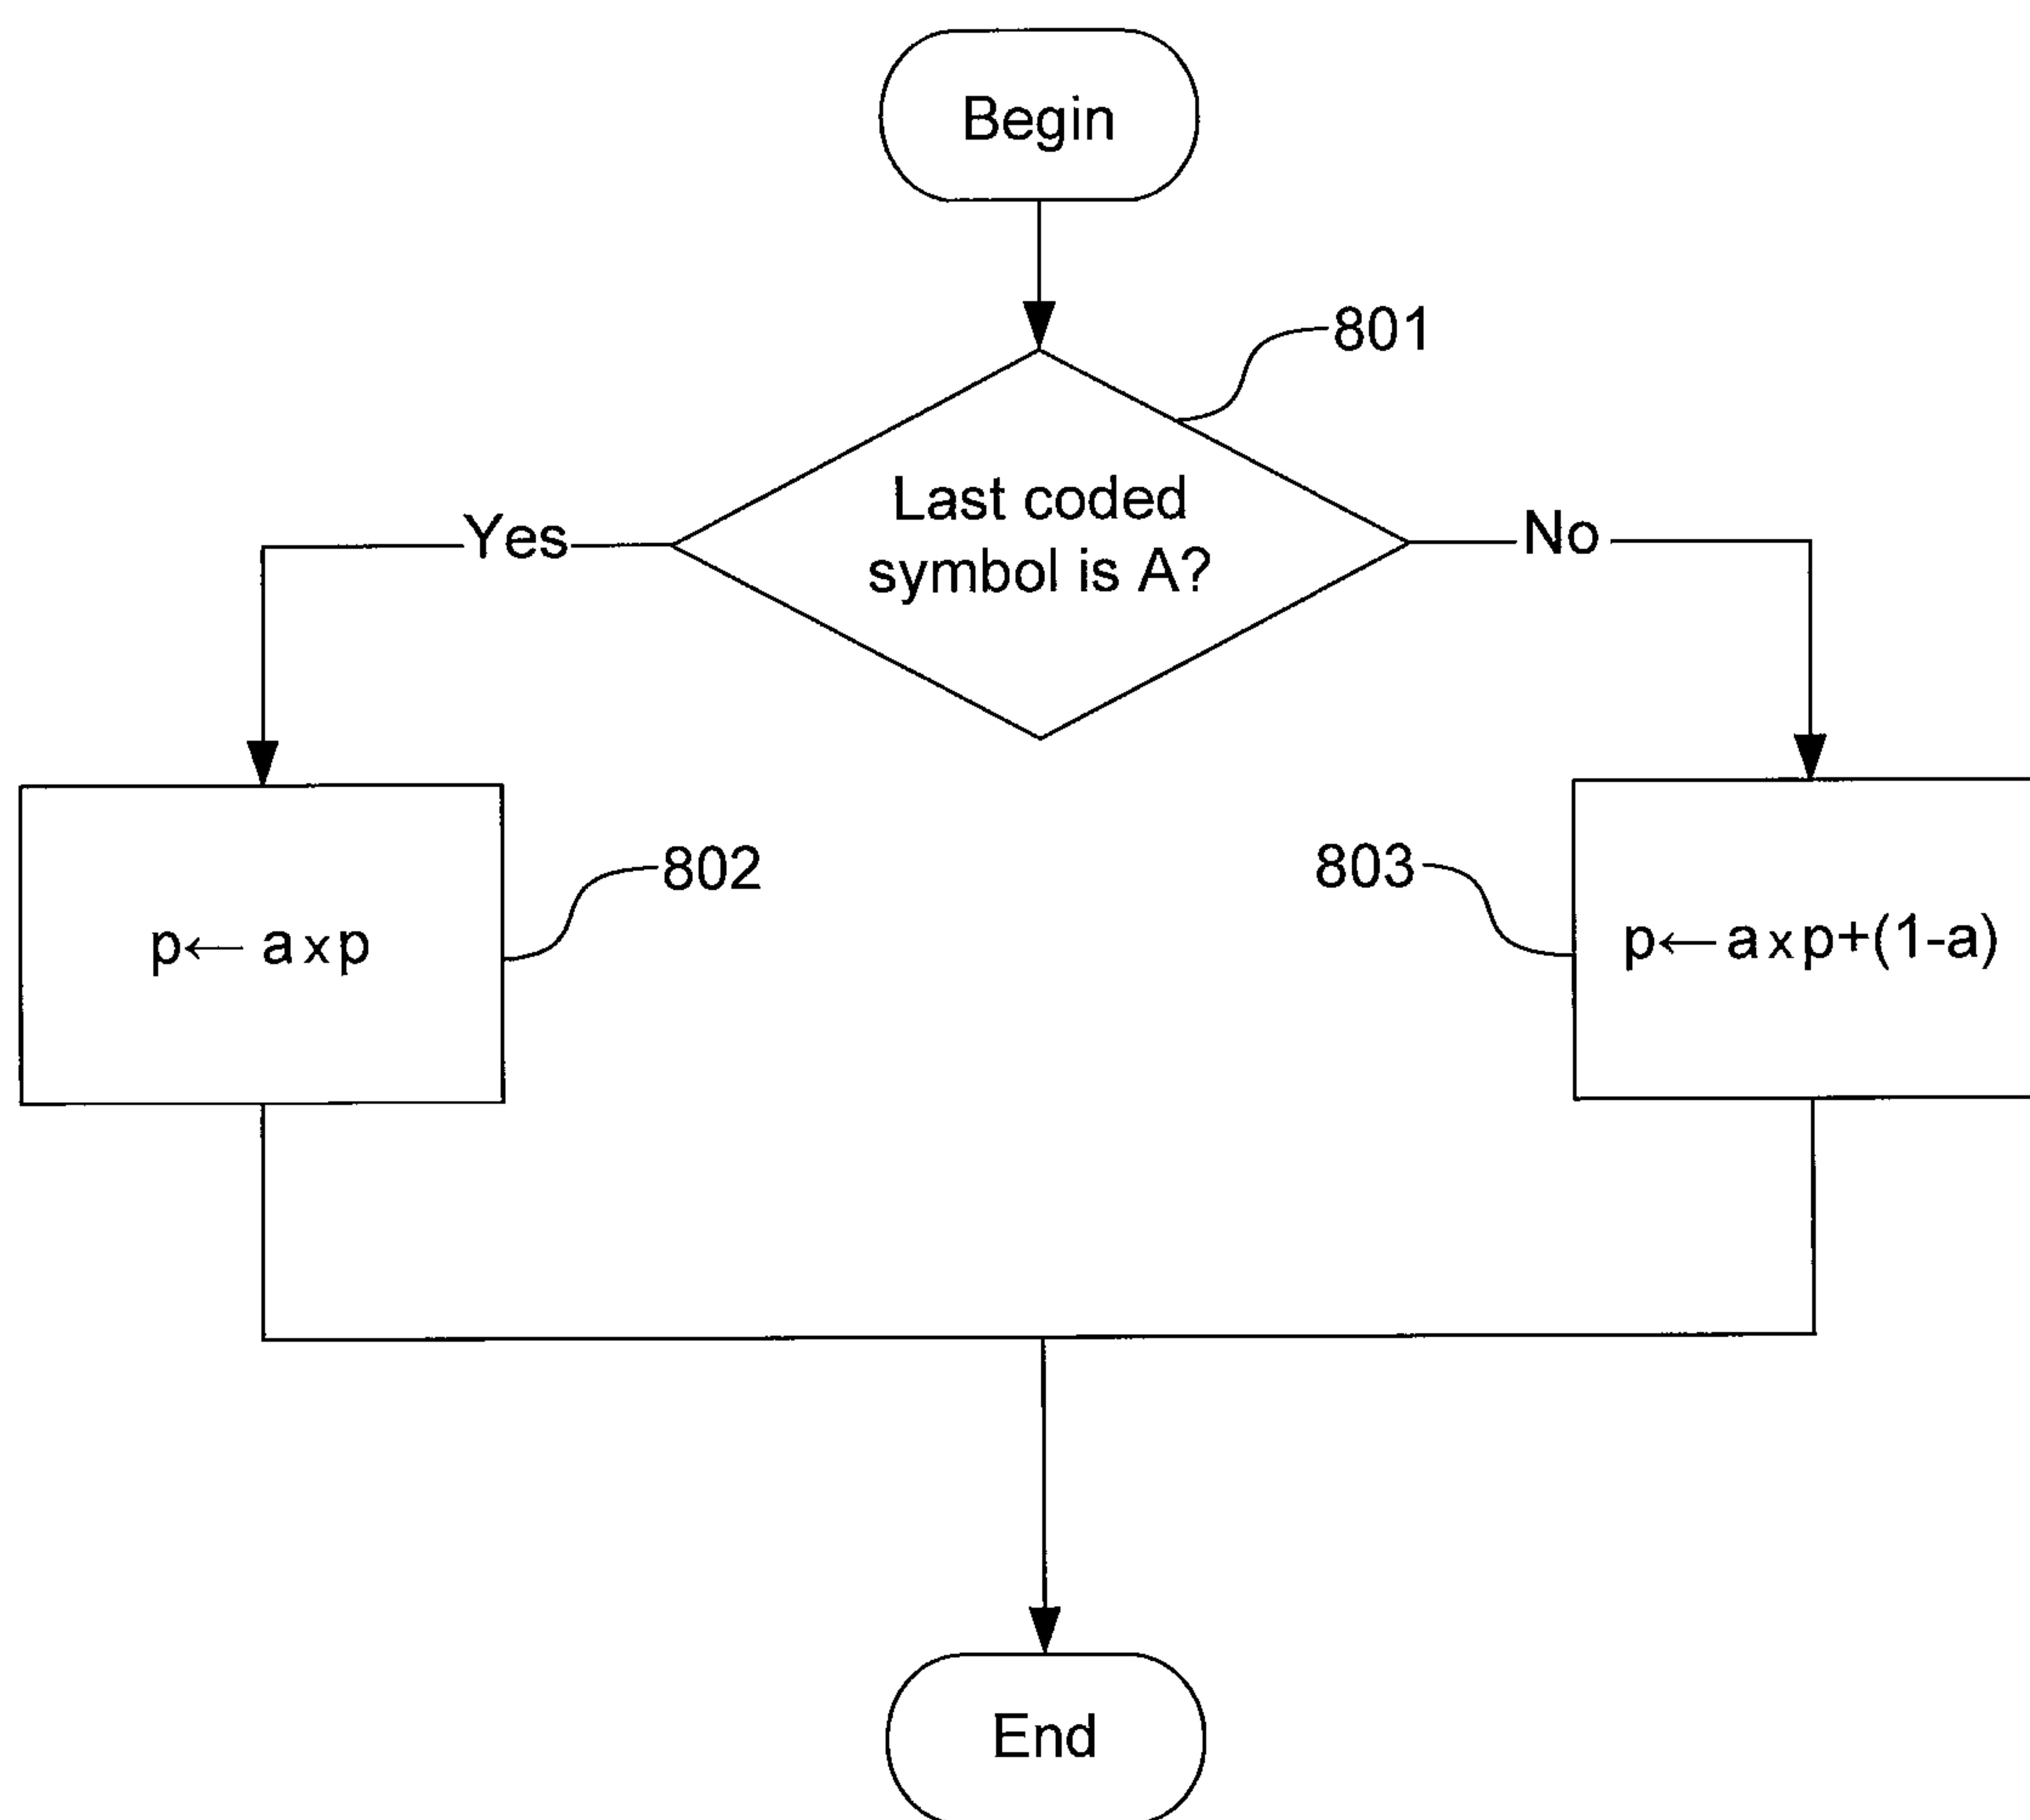 Begin
801
Last coded
symbol is A?
Yes
No
802
803
p← a x p
p← a x p+(1-a)
End